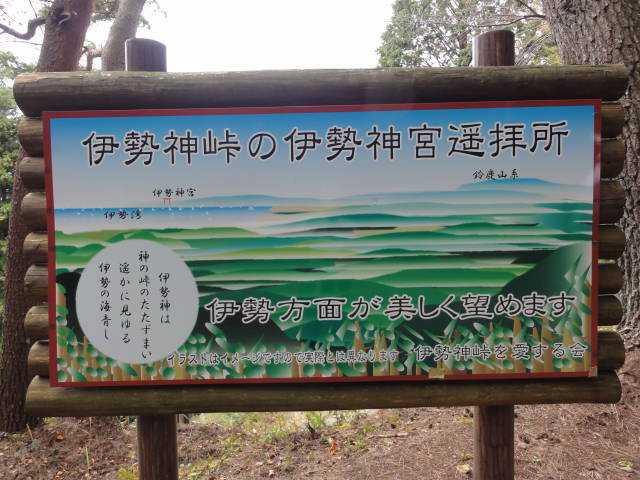 伊勢神峠の伊勢神宮遥拝所
鈴鹿山系
伊勢神宮
伊勢湾
伊勢神は
神の峠のたたずまい
遥かに見ゆる
伊勢の海青し
伊勢方面が美しく望めます
イラストはイメージですので実際とは異なります
伊勢神峠を愛する会